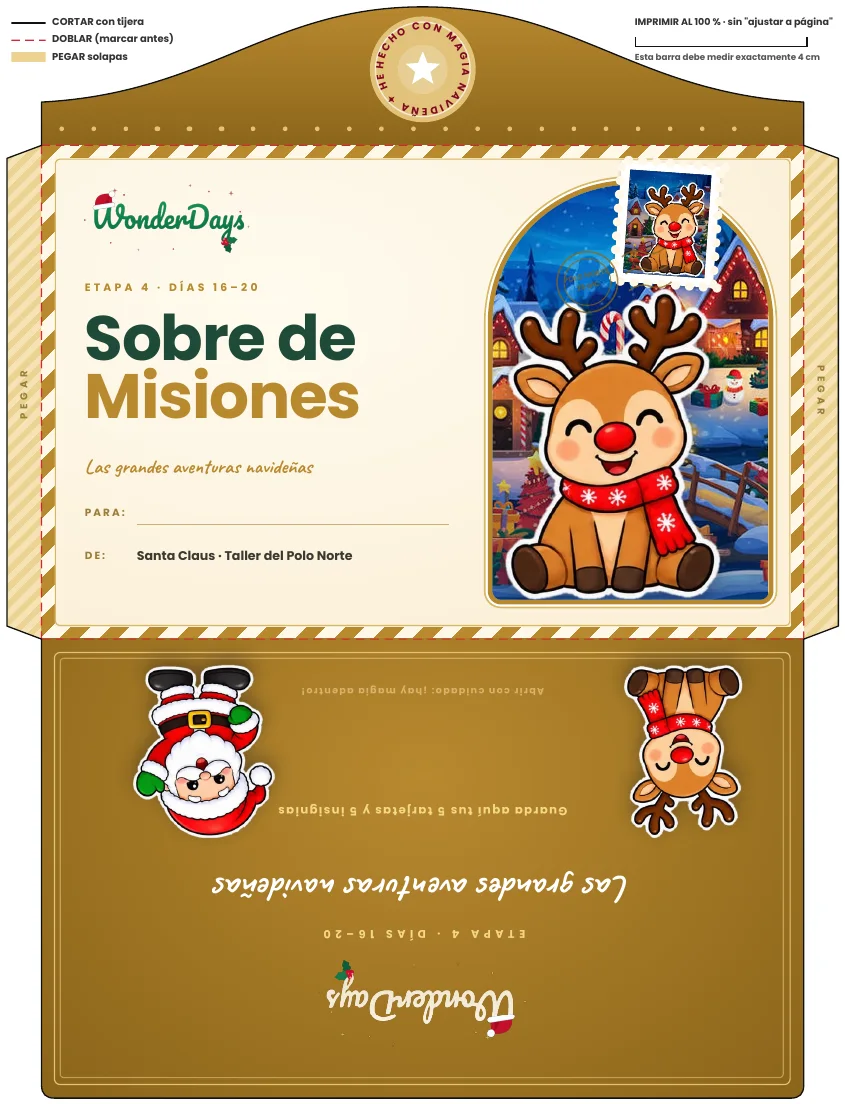 CORTAR con tijera
DOBLAR (marcar antes)
PEGAR solapas
IMPRIMIR AL 100 % · sin "ajustar a página"
Esta barra debe medir exactamente 4 cm
HECHO CON MAGIA NAVIDEÑA ✦ HE
WonderDays
ETAPA 4 · DÍAS 16–20
Sobre de
Misiones
Las grandes aventuras navideñas
PARA:
DE: Santa Claus · Taller del Polo Norte
PEGAR
PEGAR
Abrir con cuidado: ¡hay magia adentro!
Guarda aquí tus 5 tarjetas y 5 insignias
Las grandes aventuras navideñas
ETAPA 4 · DÍAS 16–20
WonderDays